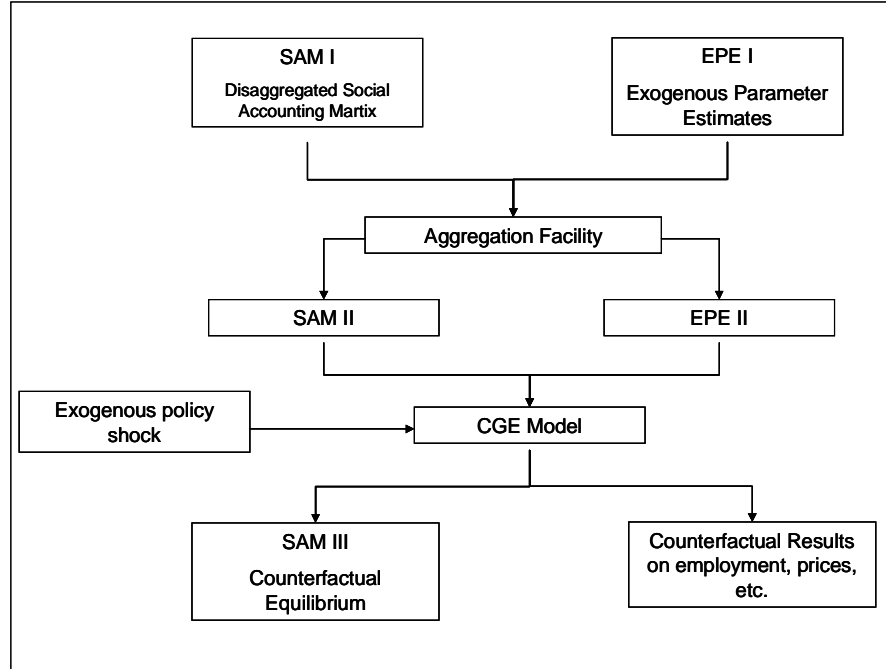 SAM I
Disaggregated Social
Accounting Martix
EPE I
Exogenous Parameter
Estimates
Aggregation Facility
SAM II
EPE II
Exogenous policy
shock
CGE Model
SAM III
Counterfactual
Equilibrium
Counterfactual Results
on employment, prices,
etc.